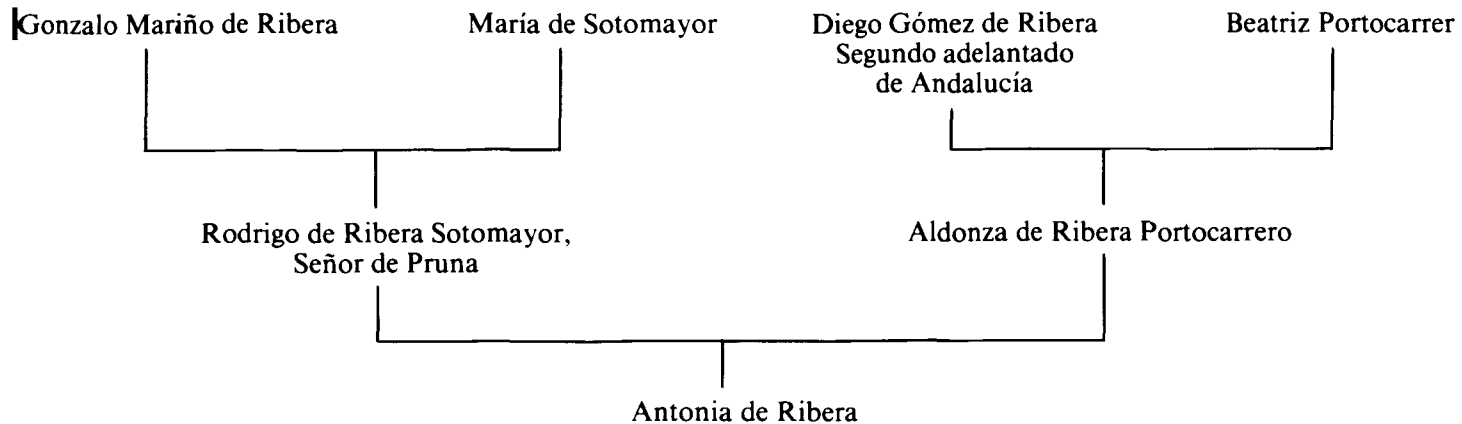 Gonzalo Mariño de Ribera
María de Sotomayor
Diego Gómez de Ribera
Segundo adelantado
de Andalucía
Beatriz Portocarrer
Rodrigo de Ribera Sotomayor,
Señor de Pruna
Aldonza de Ribera Portocarrero
Antonia de Ribera